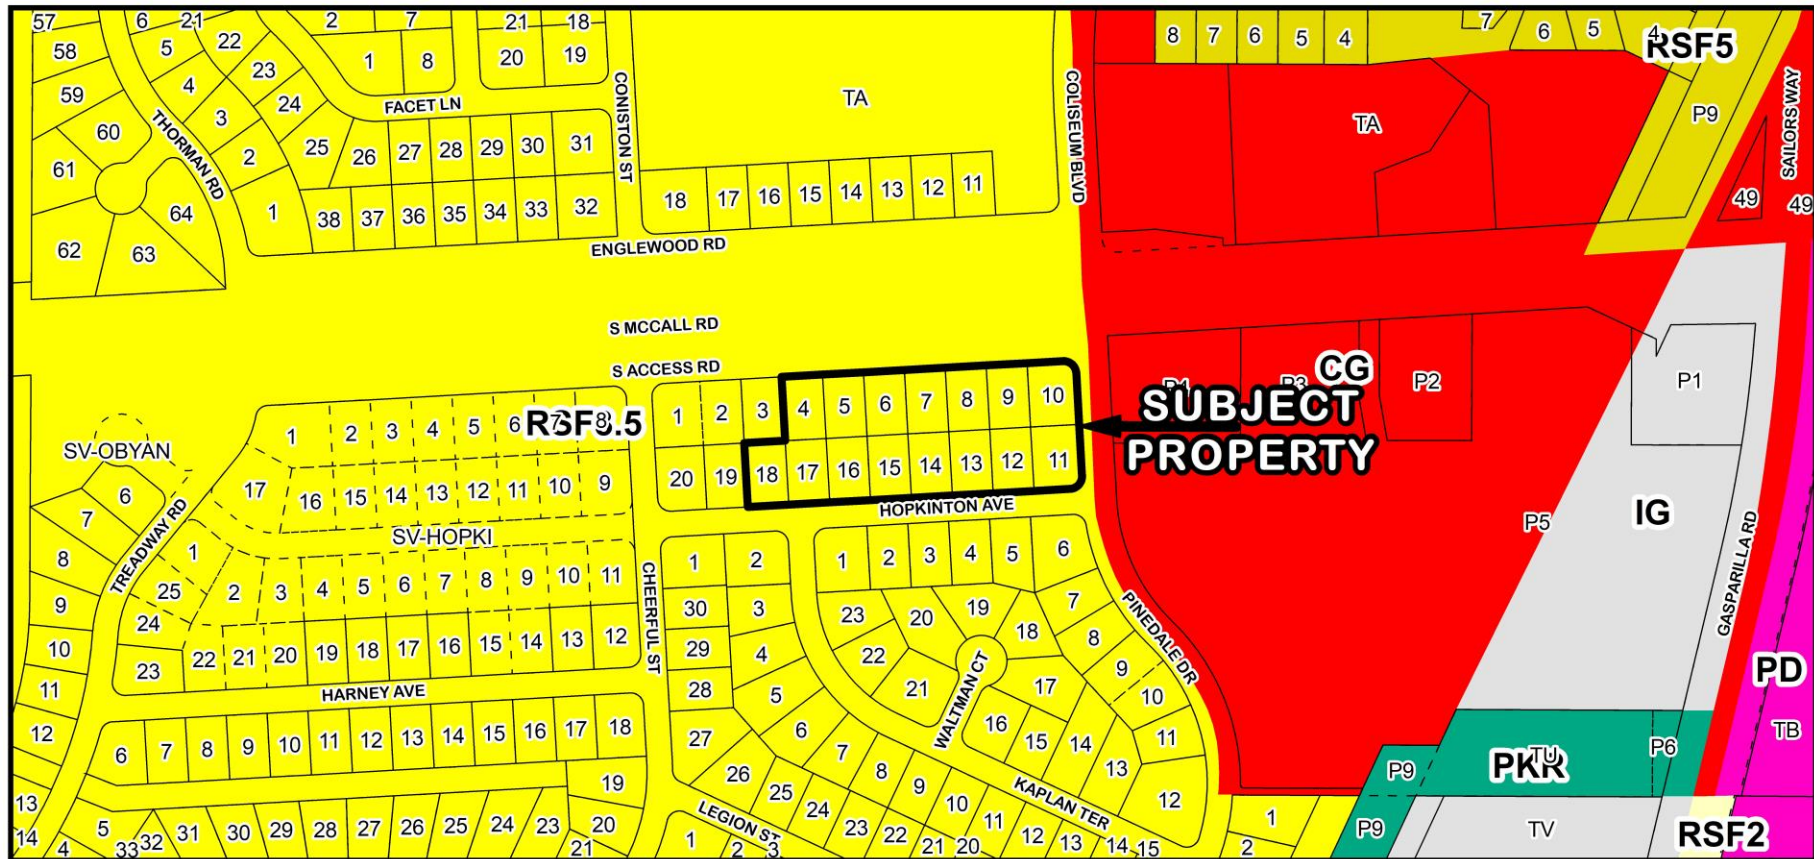 57 6 21 2 7 21 18 8 7 6 5 4 7 6 5 4
58 5 22 1 8 20 19 RSF5
59 4 23 FACET LN CONISTON ST TA COLISEUM BLVD TA P9 SAILORSWAY
60 THORMAN RD 3 24
61 2 25 26 27 28 29 30 31
64 1 38 37 36 35 34 33 32 18 17 16 15 14 13 12 11 49 49
62 63 ENGLEWOOD RD
S MCCALL RD
S ACCESS RD
CG P2 P1
1 2 3 4 5 6 7 8 1 2 3 4 5 6 7 8 9 10
RSF3.5
SUBJECT
PROPERTY
SV-OBYAN
6 17 16 15 14 13 12 11 10 9 20 19 18 17 16 15 14 13 12 11
7 TREADWAY RD HOPKINTON AVE
SV-HOPKI P5 IG
8 1 1 2 1 2 3 4 5 6
25 2 3 4 5 6 7 8 9 10 11 CHEERFUL ST PINEDALE DR GASPARILLA RD
9 24 30 3 23 20 19 18 7
10 23 22 21 20 19 18 17 16 15 14 13 12 29 4 22 8
11 HARNEY AVE 28 5 21 WALTMAN CT 17 9 10 PD
12 6 7 8 9 10 11 12 13 14 15 16 17 18 27 6 16 15 14 11 TB
7 13 P9 PKR TU P6
19 26 8 12
13 25 9 KAPLAN TER
14 4 5 33 32 31 30 29 28 27 26 25 24 23 20 21 LEGION ST 24 10 1 P9 TV RSF2
1 2 3 23 22 21 20 11 12 13 14 15 2